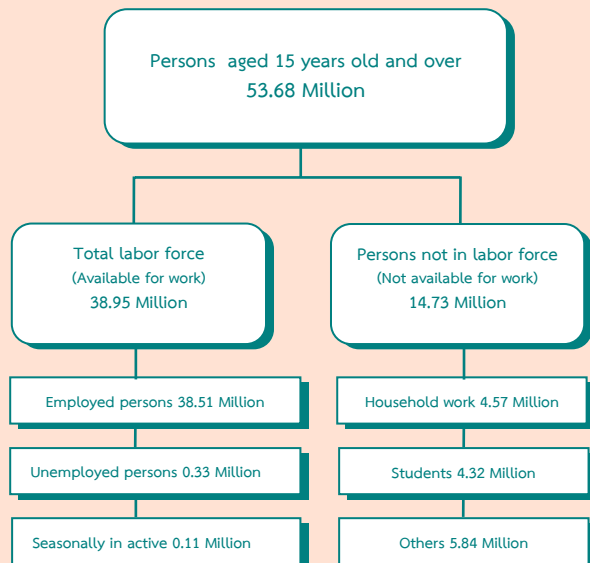 Persons aged 15 years old and over
53.68 Million
Total labor force
(Available for work)
38.95 Million
Persons not in labor force
(Not available for work)
14.73 Million
Employed persons 38.51 Million
Household work 4.57 Million
Unemployed persons 0.33 Million
Students 4.32 Million
Seasonally in active 0.11 Million
Others 5.84 Million